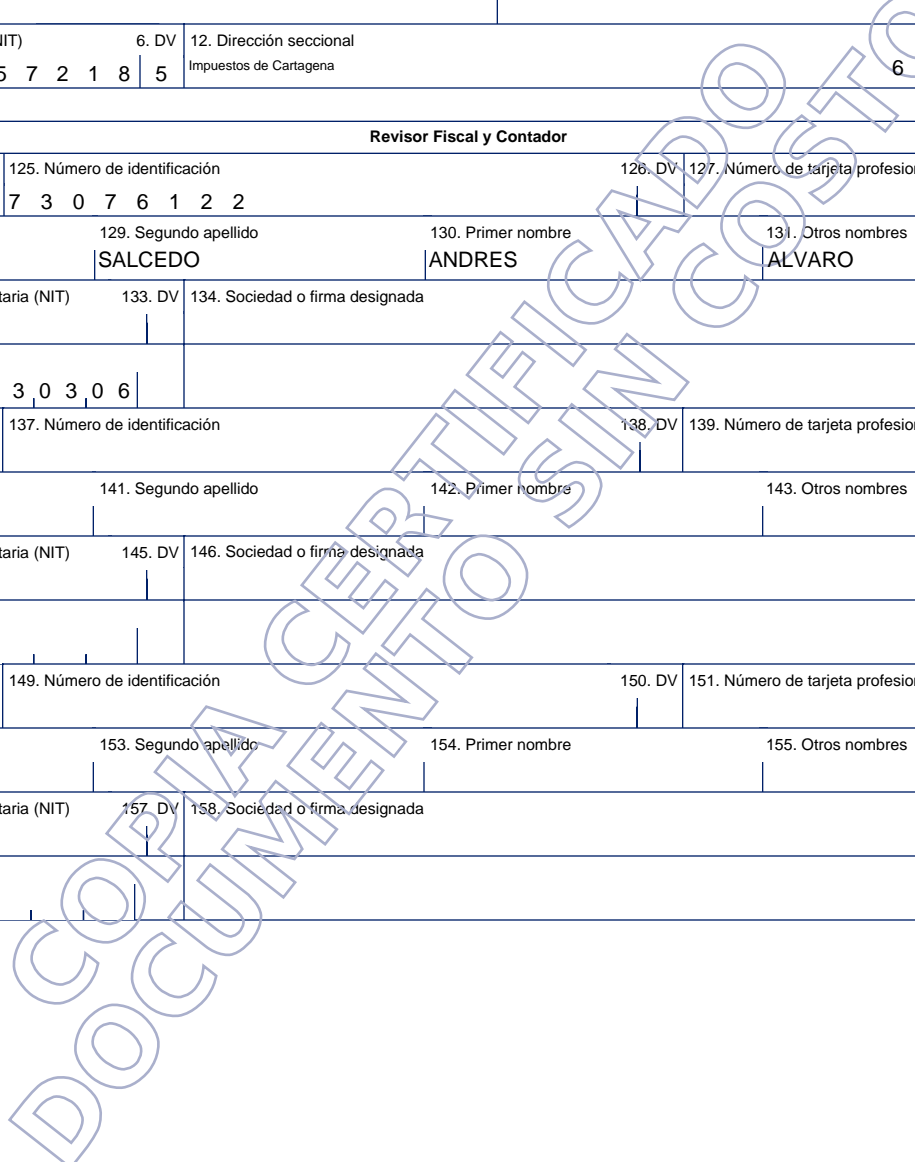 NIT) 6. DV 12. Dirección seccional
5 7 2 1 8 5 Impuestos de Cartagena 6
Revisor Fiscal y Contador
125. Número de identificación 126. DV 127. Número de tarjeta profesion
7 3 0 7 6 1 2 2
129. Segundo apellido 130. Primer nombre 131. Otros nombres
SALCEDO ANDRES ALVARO
taria (NIT) 133. DV 134. Sociedad o firma designada
3 0 3 0 6
137. Número de identificación 138. DV 139. Número de tarjeta profesion
141. Segundo apellido 142. Primer nombre 143. Otros nombres
taria (NIT) 145. DV 146. Sociedad o firma designada
149. Número de identificación 150. DV 151. Número de tarjeta profesion
153. Segundo apellido 154. Primer nombre 155. Otros nombres
taria (NIT) 157. DV 158. Sociedad o firma designada
COPIA CERTIFICADO
DOCUMENTO SIN COSTO